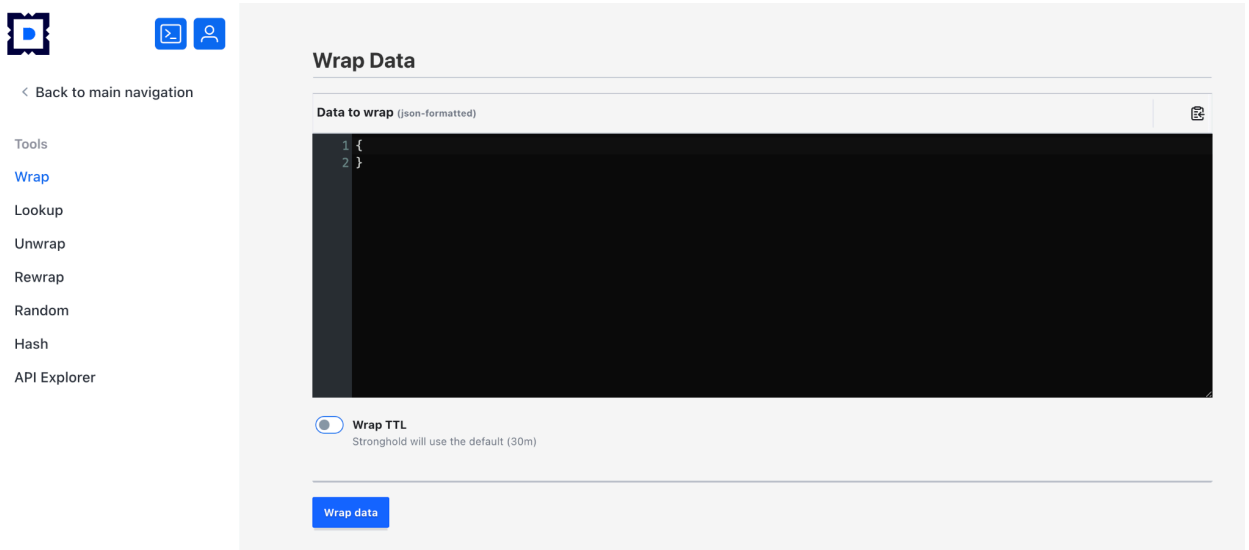 Back to main navigation
Tools
Wrap
Lookup
Unwrap
Rewrap
Random
Hash
API Explorer
Wrap Data
Data to wrap (json-formatted)
1 {
2 }
Wrap TTL
Stronghold will use the default (30m)
Wrap data